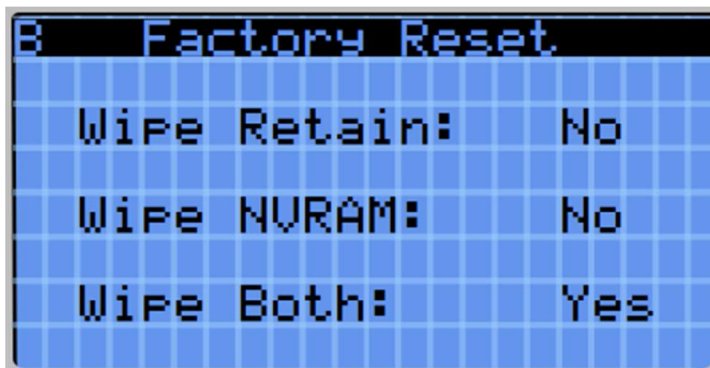 B Factory Reset
Wipe Retain: No
Wipe NVRAM: No
Wipe Both: Yes